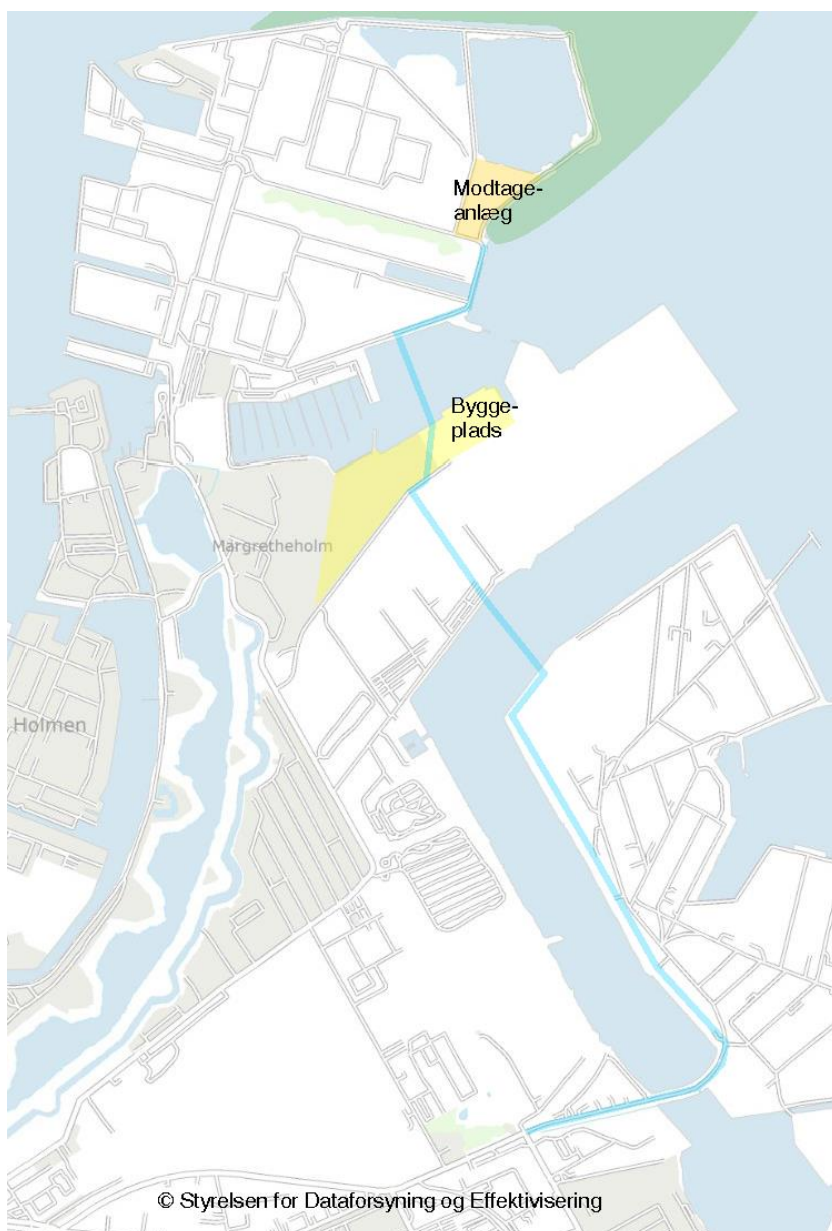 Modtage-
anlæg
Bygge-
plads
Margretheholm
Holmen
© Styrelsen for Dataforsyning og Effektivisering